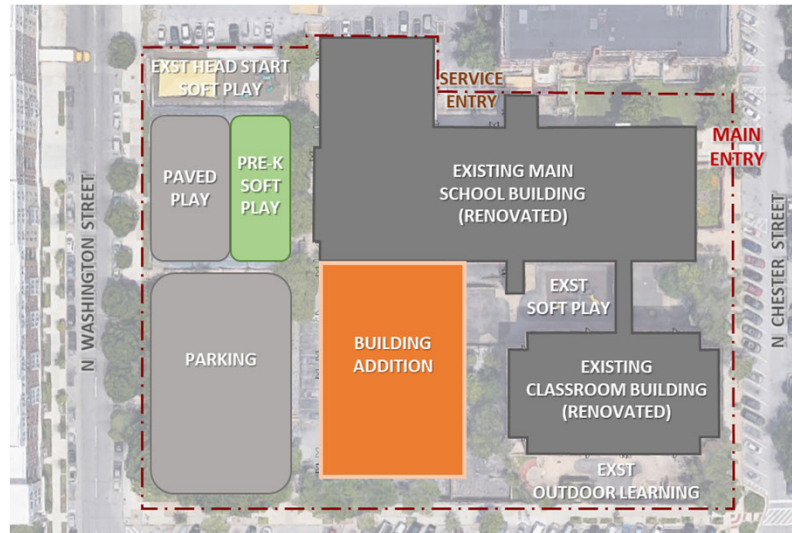 EXST HEAD START
SOFT PLAY
SERVICE
ENTRY
MAIN
ENTRY
PAVED
PLAY
PRE-K
SOFT
PLAY
EXISTING MAIN
SCHOOL BUILDING
(RENOVATED)
N WASHINGTON STREET
N CHESTER STREET
EXST
SOFT PLAY
PARKING
BUILDING
ADDITION
EXISTING
CLASSROOM BUILDING
(RENOVATED)
EXST
OUTDOOR LEARNING